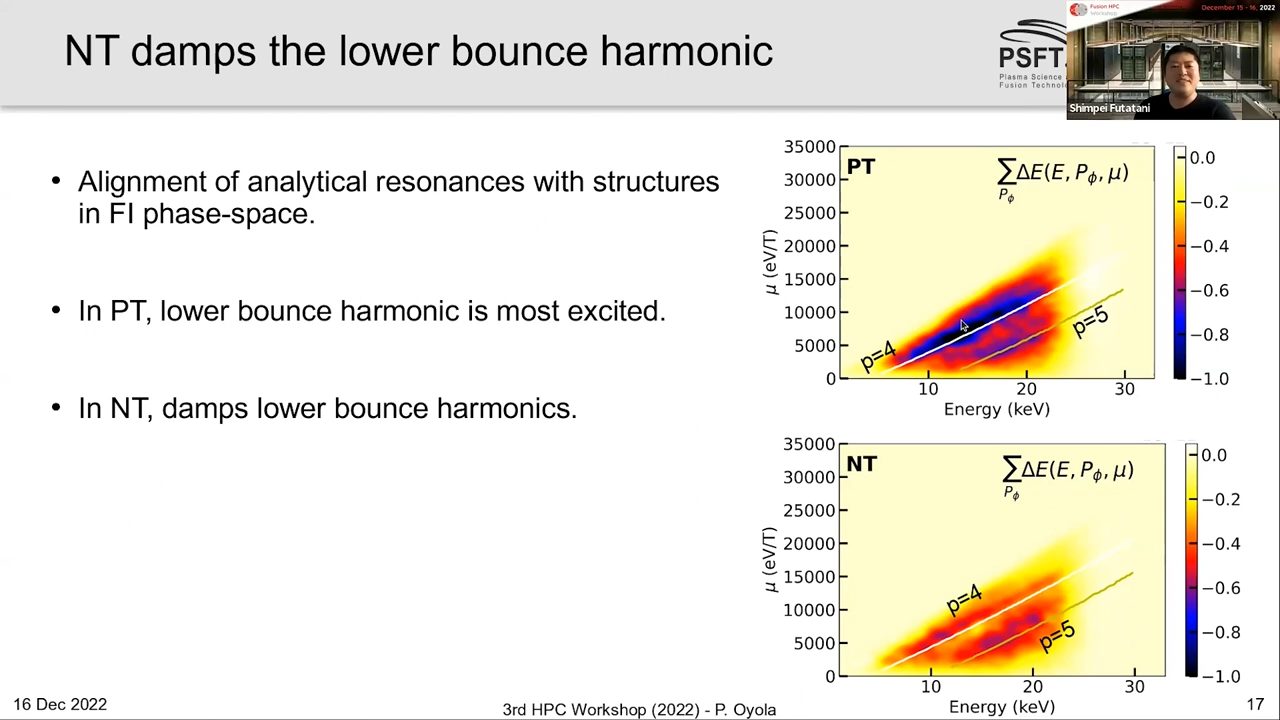 NT damps the lower bounce harmonic
PSFT
Plasma Science
Fusion Technolo
Fusion HPC
Workshop
December 15 - 16, 2022
Shimpei Futatani
• Alignment of analytical resonances with structures
in FI phase-space.
• In PT, lower bounce harmonic is most excited.
• In NT, damps lower bounce harmonics.
PT
∑ΔE(E, Pϕ, μ)
Pϕ
35000
30000
25000
20000
15000
10000
5000
0
μ (eV/T)
p=4
p=5
10 20 30
Energy (keV)
0.0
−0.2
−0.4
−0.6
−0.8
−1.0
NT
∑ΔE(E, Pϕ, μ)
Pϕ
35000
30000
25000
20000
15000
10000
5000
0
μ (eV/T)
p=4
p=5
10 20 30
Energy (keV)
0.0
−0.2
−0.4
−0.6
−0.8
−1.0
16 Dec 2022
3rd HPC Workshop (2022) - P. Oyola
17